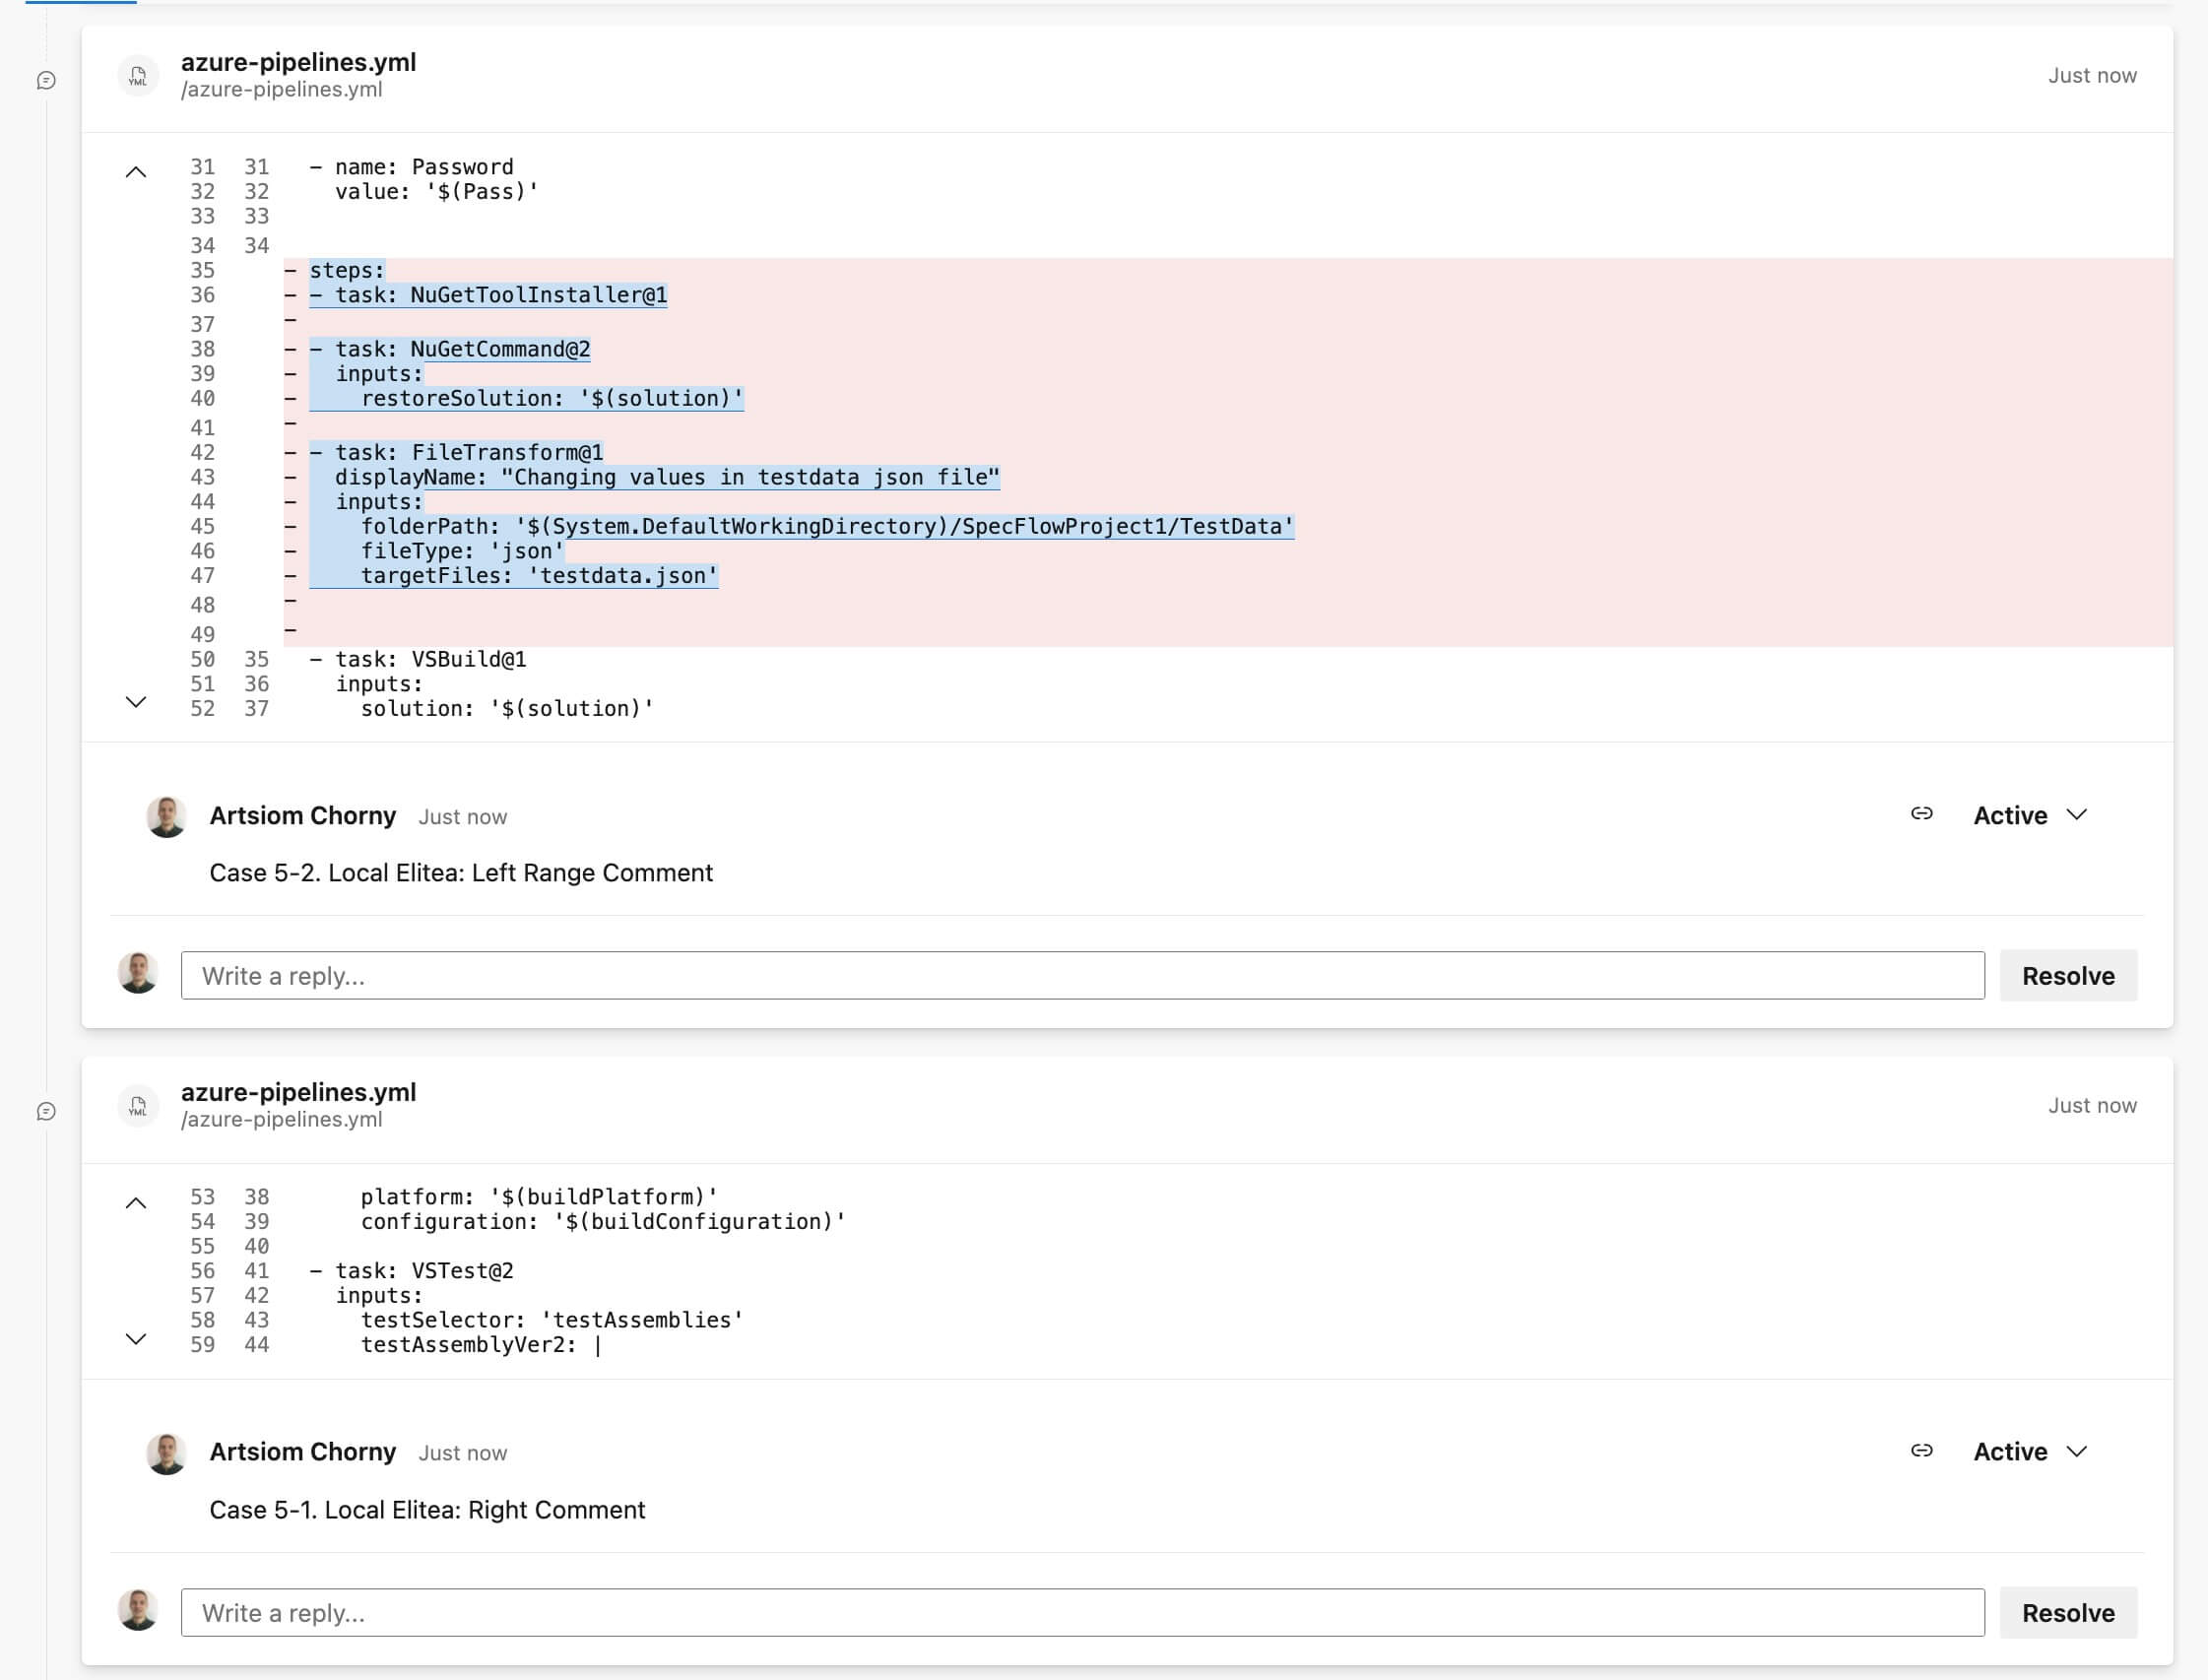 YML
azure-pipelines.yml
/azure-pipelines.yml
Just now
31 31 - name: Password
32 32   value: '$(Pass)'
33 33
34 34
35 - steps:
36 - - task: NuGetToolInstaller@1
37 -
38 - - task: NuGetCommand@2
39 -   inputs:
40 -     restoreSolution: '$(solution)'
41 -
42 - - task: FileTransform@1
43 -   displayName: "Changing values in testdata json file"
44 -   inputs:
45 -     folderPath: '$(System.DefaultWorkingDirectory)/SpecFlowProject1/TestData'
46 -     fileType: 'json'
47 -     targetFiles: 'testdata.json'
48 -
49 -
50 35 - task: VSBuild@1
51 36   inputs:
52 37     solution: '$(solution)'
Artsiom Chorny Just now
Active
Case 5-2. Local Elitea: Left Range Comment
Write a reply...
Resolve
YML
azure-pipelines.yml
/azure-pipelines.yml
Just now
53 38     platform: '$(buildPlatform)'
54 39     configuration: '$(buildConfiguration)'
55 40
56 41 - task: VSTest@2
57 42   inputs:
58 43     testSelector: 'testAssemblies'
59 44     testAssemblyVer2: |
Artsiom Chorny Just now
Active
Case 5-1. Local Elitea: Right Comment
Write a reply...
Resolve